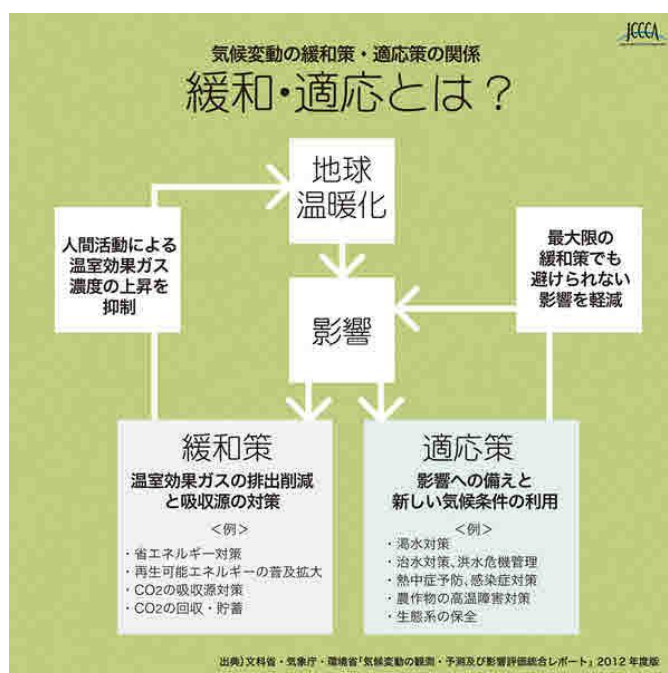 JCCCA
気候変動の緩和策・適応策の関係
緩和・適応とは？
地球
温暖化
人間活動による
温室効果ガス
濃度の上昇を
抑制
最大限の
緩和策でも
避けられない
影響を軽減
影響
緩和策
温室効果ガスの排出削減
と吸収源の対策
＜例＞
・省エネルギー対策
・再生可能エネルギーの普及拡大
・CO2の吸収源対策
・CO2の回収・貯蓄
適応策
影響への備えと
新しい気候条件の利用
＜例＞
・渇水対策
・治水対策、洪水危機管理
・熱中症予防、感染症対策
・農作物の高温障害対策
・生態系の保全
出典）文科省・気象庁・環境省「気候変動の観測・予測及び影響評価統合レポート」2012年度版